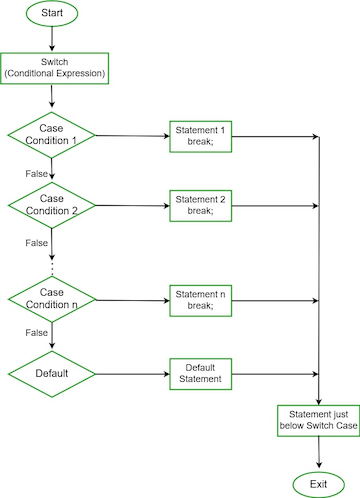 Start
Switch
(Conditional Expression)
Case
Condition 1
Statement 1
break;
False
Case
Condition 2
Statement 2
break;
False
Case
Condition n
Statement n
break;
False
Default
Default
Statement
Statement just
below Switch Case
Exit